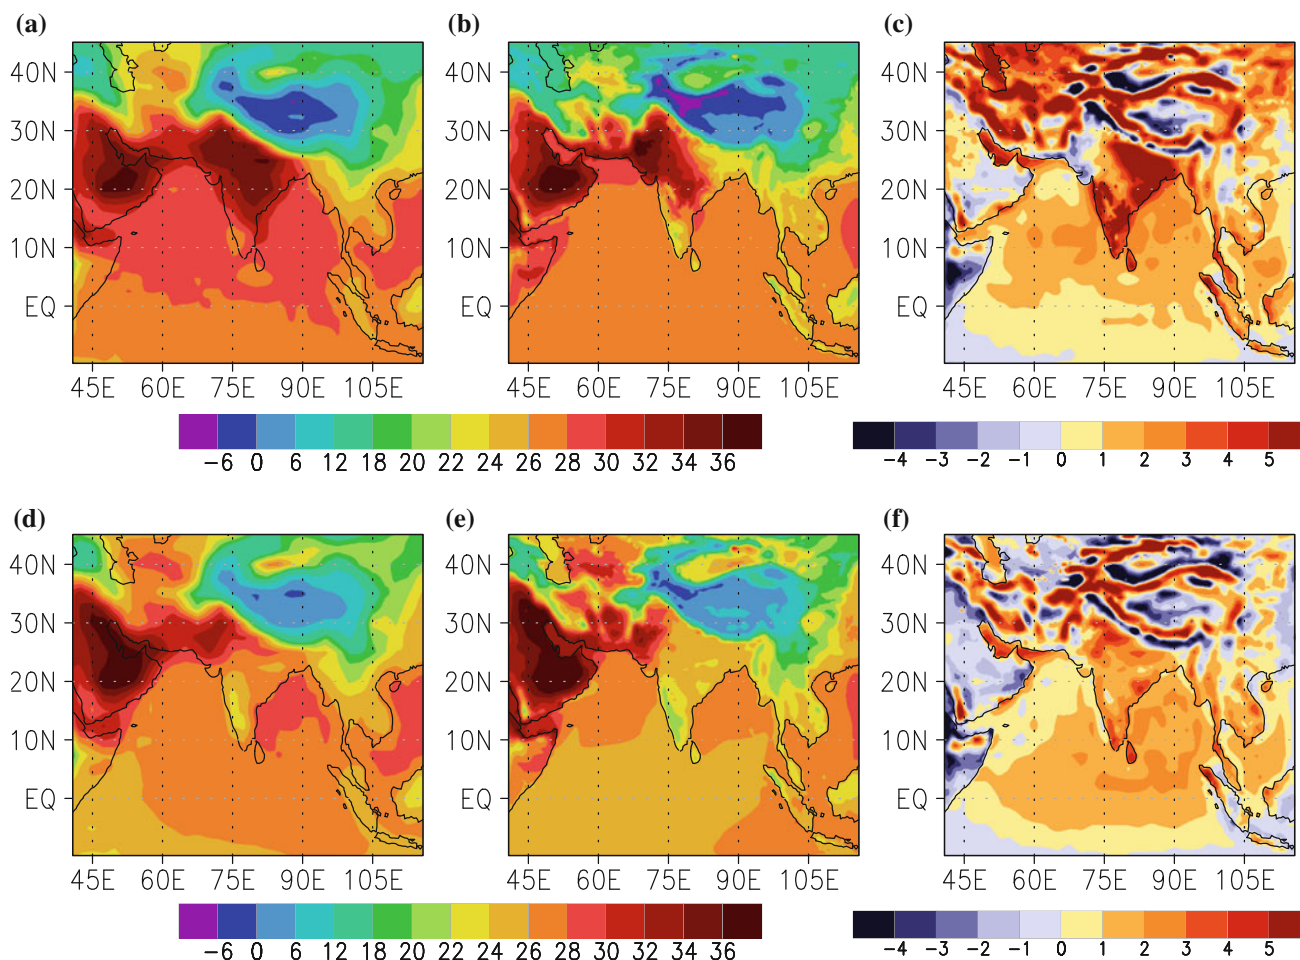 (a) (b) (c)
40N 40N 40N
30N 30N 30N
20N 20N 20N
10N 10N 10N
EQ EQ EQ
45E 60E 75E 90E 105E 45E 60E 75E 90E 105E 45E 60E 75E 90E 105E
-6 0 6 12 18 20 22 24 26 28 30 32 34 36 -4 -3 -2 -1 0 1 2 3 4 5
(d) (e) (f)
40N 40N 40N
30N 30N 30N
20N 20N 20N
10N 10N 10N
EQ EQ EQ
45E 60E 75E 90E 105E 45E 60E 75E 90E 105E 45E 60E 75E 90E 105E
-6 0 6 12 18 20 22 24 26 28 30 32 34 36 -4 -3 -2 -1 0 1 2 3 4 5